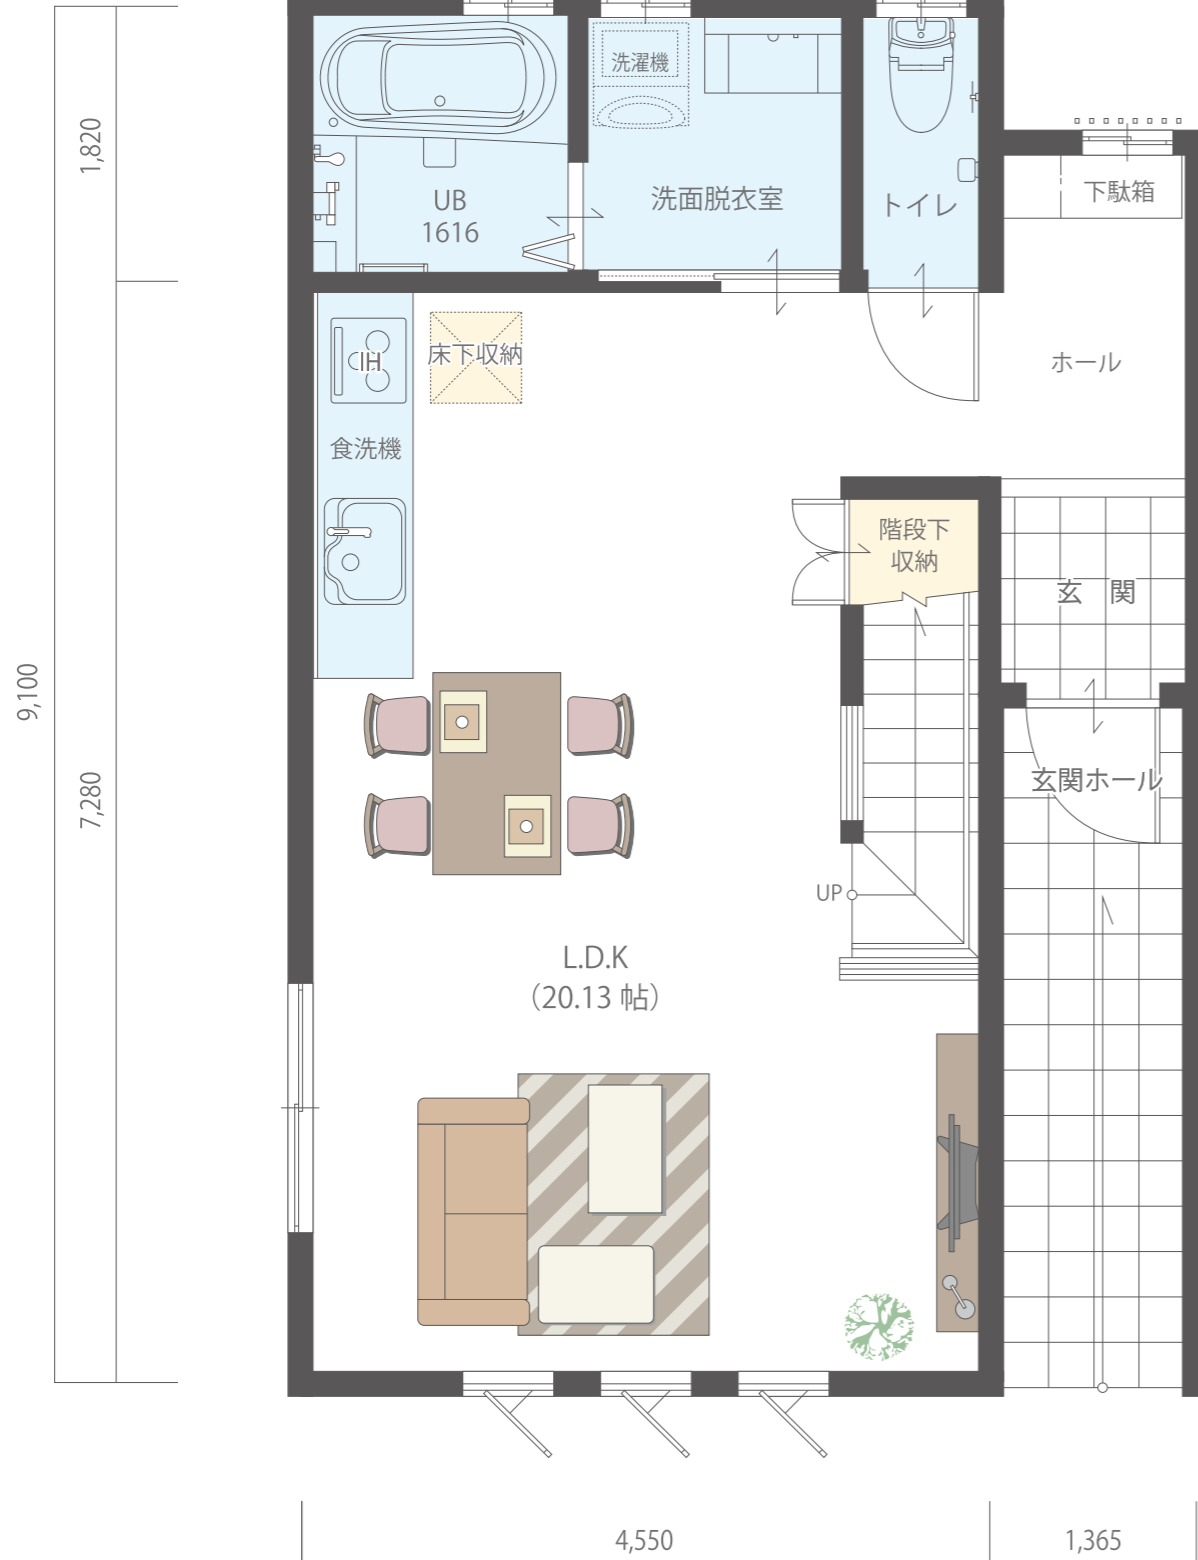 洗濯機
1,820
UB
1616
洗面脱衣室
トイレ
下駄箱
IH
床下収納
ホール
食洗機
階段下
収納
玄 関
9,100
7,280
玄関ホール
UP
L.D.K
（20.13 帖）
4,550
1,365